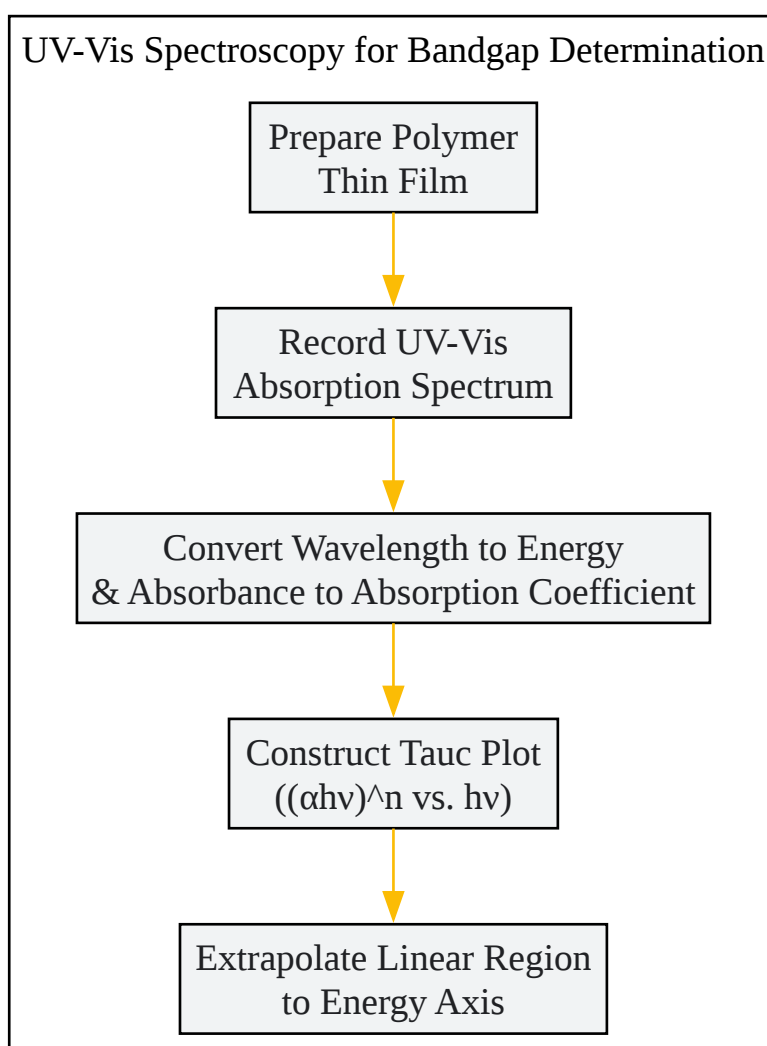 UV-Vis Spectroscopy for Bandgap Determination
Prepare Polymer
Thin Film
Record UV-Vis
Absorption Spectrum
Convert Wavelength to Energy
& Absorbance to Absorption Coefficient
Construct Tauc Plot
((αhν)^n vs. hν)
Extrapolate Linear Region
to Energy Axis